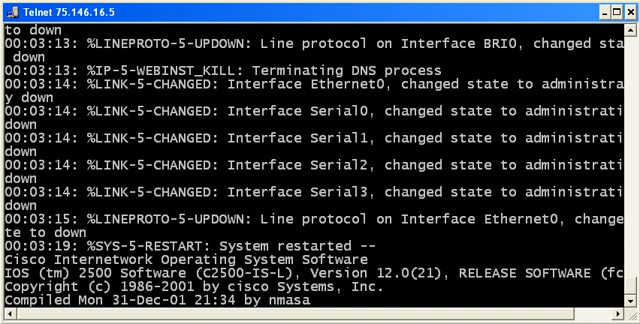 Telnet 75.146.16.5
to down
00:03:13: %LINEPROTO-5-UPDOWN: Line protocol on Interface BRI0, changed sta
down
00:03:13: %IP-5-WEBINST_KILL: Terminating DNS process
00:03:14: %LINK-5-CHANGED: Interface Ethernet0, changed state to administra
y down
00:03:14: %LINK-5-CHANGED: Interface Serial0, changed state to administrati
down
00:03:14: %LINK-5-CHANGED: Interface Serial1, changed state to administrati
down
00:03:14: %LINK-5-CHANGED: Interface Serial2, changed state to administrati
down
00:03:14: %LINK-5-CHANGED: Interface Serial3, changed state to administrati
down
00:03:15: %LINEPROTO-5-UPDOWN: Line protocol on Interface Ethernet0, change
te to down
00:03:19: %SYS-5-RESTART: System restarted --
Cisco Internetwork Operating System Software
IOS (tm) 2500 Software (C2500-IS-L), Version 12.0(21), RELEASE SOFTWARE (fc
Copyright (c) 1986-2001 by cisco Systems, Inc.
Compiled Mon 31-Dec-01 21:34 by nmasa